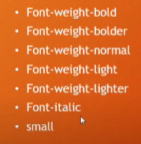 • Font-weight-bold
• Font-weight-bolder
• Font-weight-normal
• Font-weight-light
• Font-weight-lighter
• Font-italic
• small